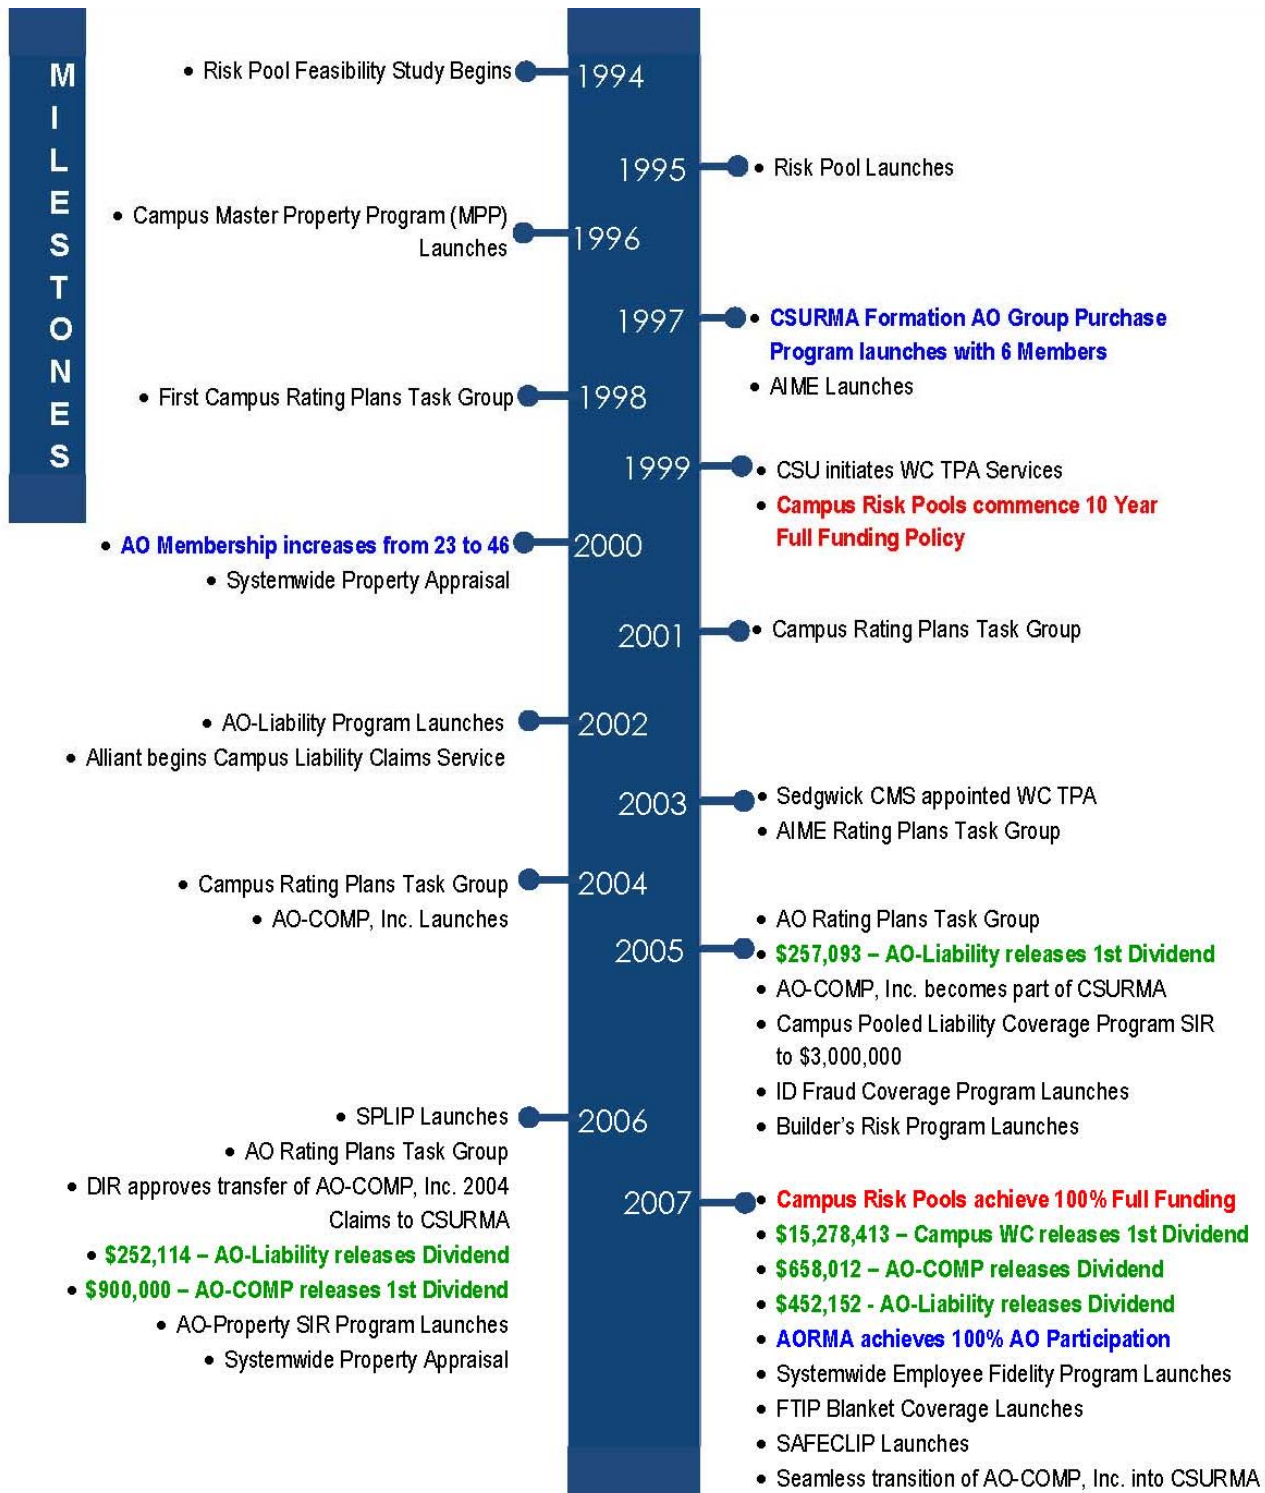 MILESTONES
• Risk Pool Feasibility Study Begins
1994
1995
• Risk Pool Launches
• Campus Master Property Program (MPP)
Launches
1996
1997
• CSURMA Formation AO Group Purchase
Program launches with 6 Members
• AIME Launches
• First Campus Rating Plans Task Group
1998
1999
• CSU initiates WC TPA Services
• Campus Risk Pools commence 10 Year
Full Funding Policy
• AO Membership increases from 23 to 46
• Systemwide Property Appraisal
2000
2001
• Campus Rating Plans Task Group
• AO-Liability Program Launches
• Alliant begins Campus Liability Claims Service
2002
2003
• Sedgwick CMS appointed WC TPA
• AIME Rating Plans Task Group
• Campus Rating Plans Task Group
• AO-COMP, Inc. Launches
2004
2005
• AO Rating Plans Task Group
• $257,093 – AO-Liability releases 1st Dividend
• AO-COMP, Inc. becomes part of CSURMA
• Campus Pooled Liability Coverage Program SIR
to $3,000,000
• ID Fraud Coverage Program Launches
• Builder's Risk Program Launches
• SPLIP Launches
• AO Rating Plans Task Group
• DIR approves transfer of AO-COMP, Inc. 2004
Claims to CSURMA
• $252,114 – AO-Liability releases Dividend
• $900,000 – AO-COMP releases 1st Dividend
• AO-Property SIR Program Launches
• Systemwide Property Appraisal
2006
2007
• Campus Risk Pools achieve 100% Full Funding
• $15,278,413 – Campus WC releases 1st Dividend
• $658,012 – AO-COMP releases Dividend
• $452,152 - AO-Liability releases Dividend
• AORMA achieves 100% AO Participation
• Systemwide Employee Fidelity Program Launches
• FTIP Blanket Coverage Launches
• SAFECLIP Launches
• Seamless transition of AO-COMP, Inc. into CSURMA